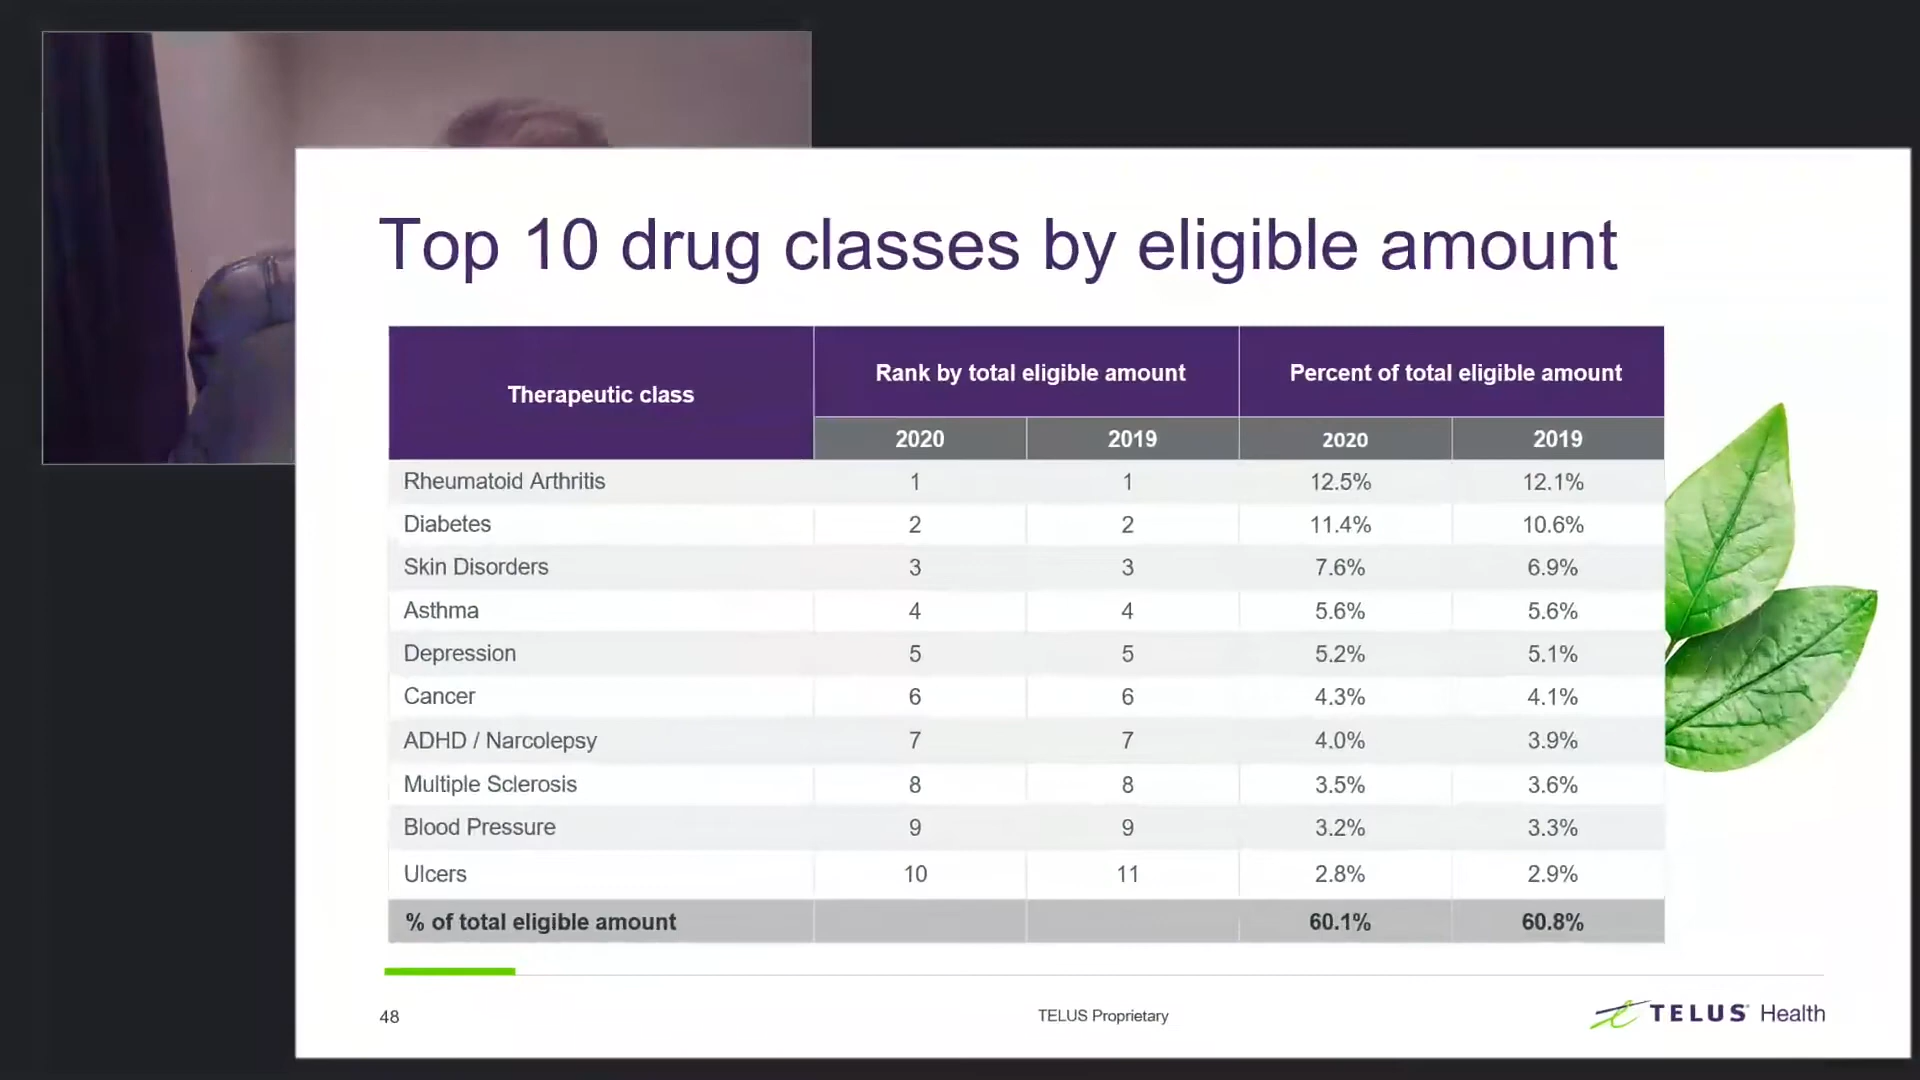 Top 10 drug classes by eligible amount
Therapeutic class Rank by total eligible amount Percent of total eligible amount
2020 2019 2020 2019
Rheumatoid Arthritis 1 1 12.5% 12.1%
Diabetes 2 2 11.4% 10.6%
Skin Disorders 3 3 7.6% 6.9%
Asthma 4 4 5.6% 5.6%
Depression 5 5 5.2% 5.1%
Cancer 6 6 4.3% 4.1%
ADHD / Narcolepsy 7 7 4.0% 3.9%
Multiple Sclerosis 8 8 3.5% 3.6%
Blood Pressure 9 9 3.2% 3.3%
Ulcers 10 11 2.8% 2.9%
% of total eligible amount 60.1% 60.8%
48 TELUS Proprietary TELUS Health